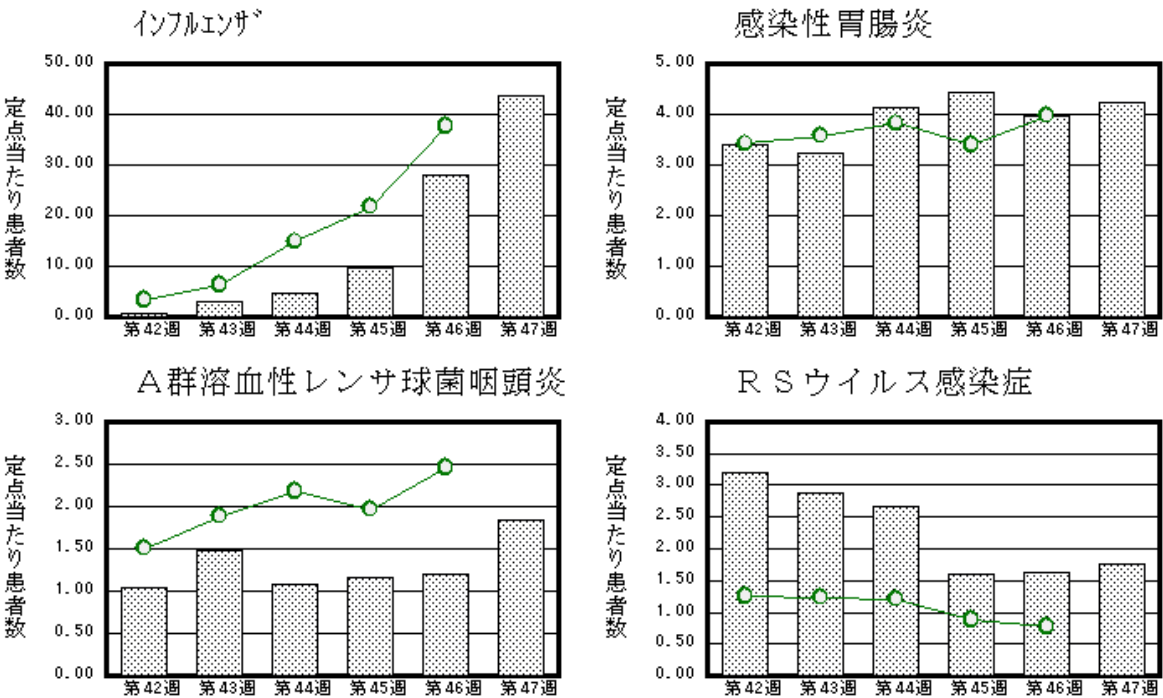 インフルエンザ
定点当たり患者数
50.00
40.00
30.00
20.00
10.00
0.00
第42週 第43週 第44週 第45週 第46週 第47週
感染性胃腸炎
定点当たり患者数
5.00
4.00
3.00
2.00
1.00
0.00
第42週 第43週 第44週 第45週 第46週 第47週
A群溶血性レンサ球菌咽頭炎
定点当たり患者数
3.00
2.50
2.00
1.50
1.00
0.50
0.00
第42週 第43週 第44週 第45週 第46週 第47週
RSウイルス感染症
定点当たり患者数
4.00
3.50
3.00
2.50
2.00
1.50
1.00
0.50
0.00
第42週 第43週 第44週 第45週 第46週 第47週